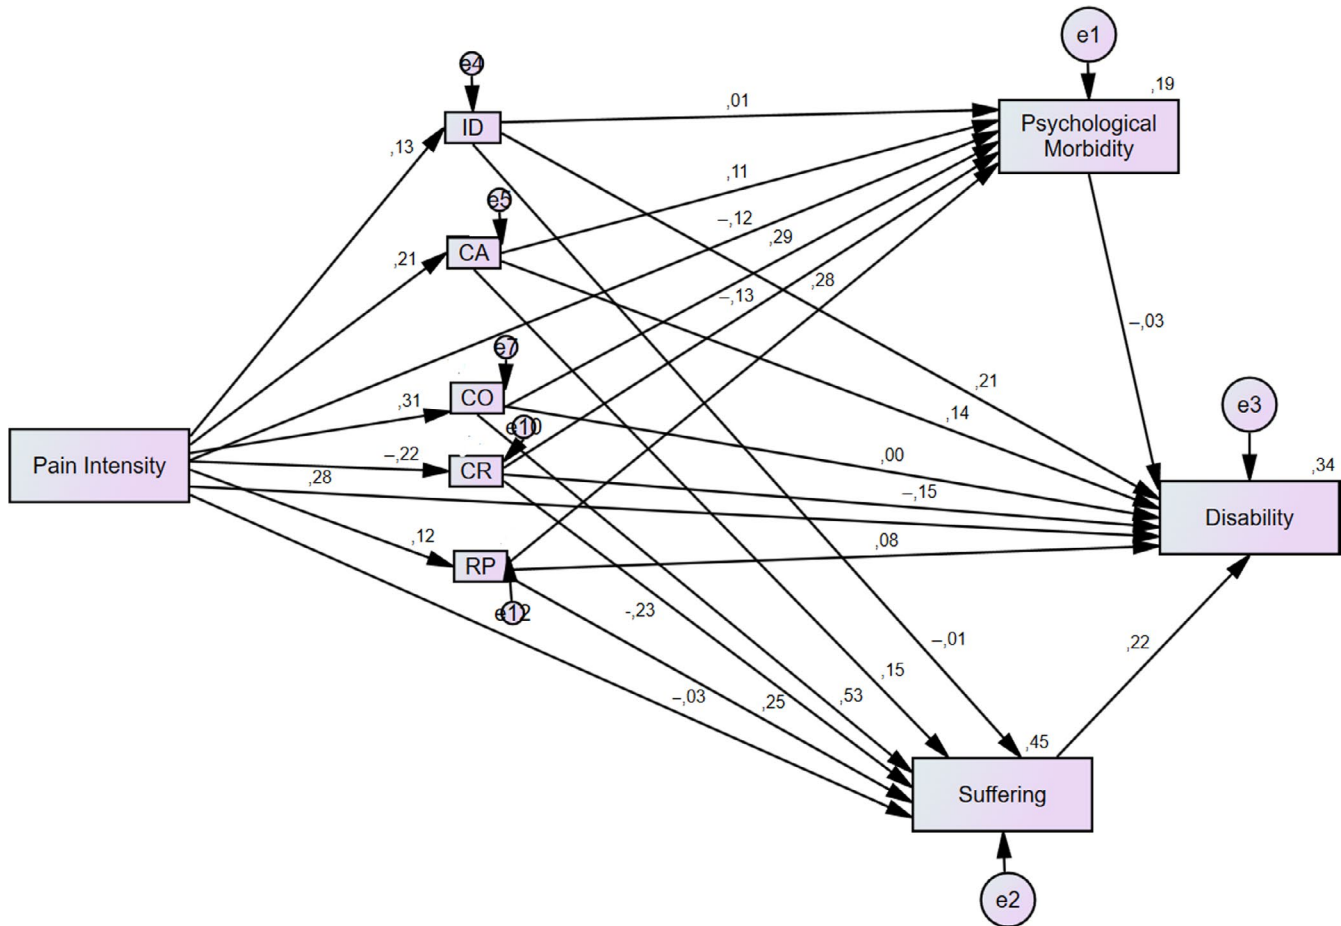 e1
e4
,19
,01
ID
Psychological
Morbidity
,13
,11
e5
–,12
,29
CA
,21
,28
–,13
–,03
e7
,21
CO
,31
,14
e3
e10
,00
–,22
CR
Pain Intensity
,34
,28
–,15
Disability
,12
,08
RP
e12
-,23
–,01
,22
,15
–,03
,25
,53
,45
Suffering
e2